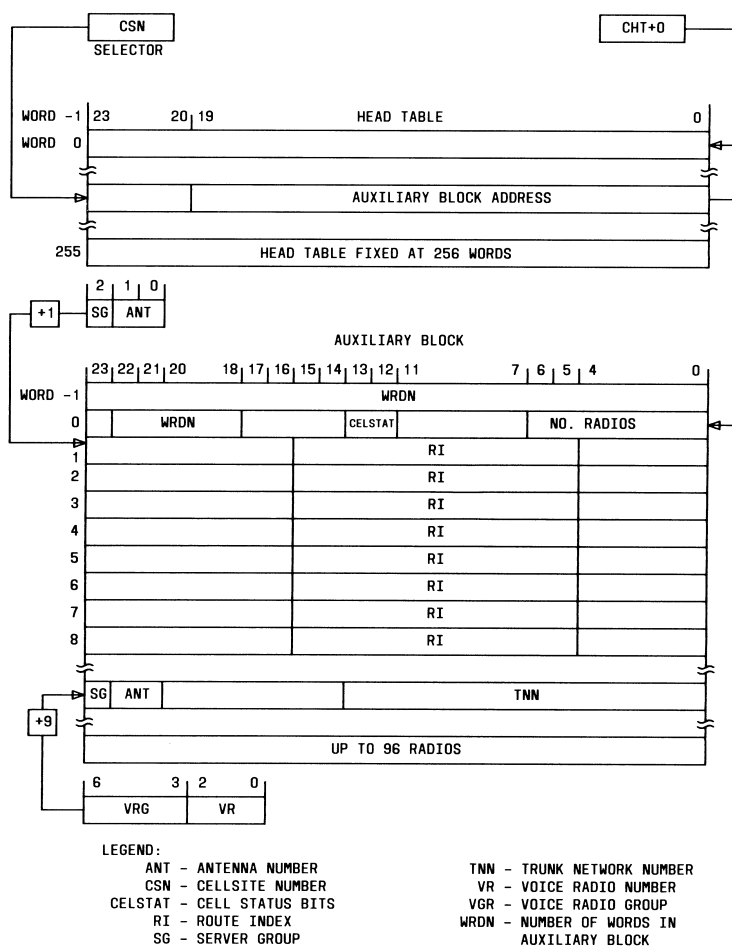 CSN
SELECTOR
CHT+0
WORD -1 23 20 19 HEAD TABLE 0
WORD 0
AUXILIARY BLOCK ADDRESS
255 HEAD TABLE FIXED AT 256 WORDS
2 1 0
+1 SG ANT
AUXILIARY BLOCK
23 22 21 20 18 17 16 15 14 13 12 11 7 6 5 4 0
WORD -1 WRDN
0 WRDN CELSTAT NO. RADIOS
1 RI
2 RI
3 RI
4 RI
5 RI
6 RI
7 RI
8 RI
SG ANT TNN
+9
UP TO 96 RADIOS
6 3 2 0
VRG VR
LEGEND:
ANT - ANTENNA NUMBER
CSN - CELLSITE NUMBER
CELSTAT - CELL STATUS BITS
RI - ROUTE INDEX
SG - SERVER GROUP
TNN - TRUNK NETWORK NUMBER
VR - VOICE RADIO NUMBER
VGR - VOICE RADIO GROUP
WRDN - NUMBER OF WORDS IN
AUXILIARY BLOCK